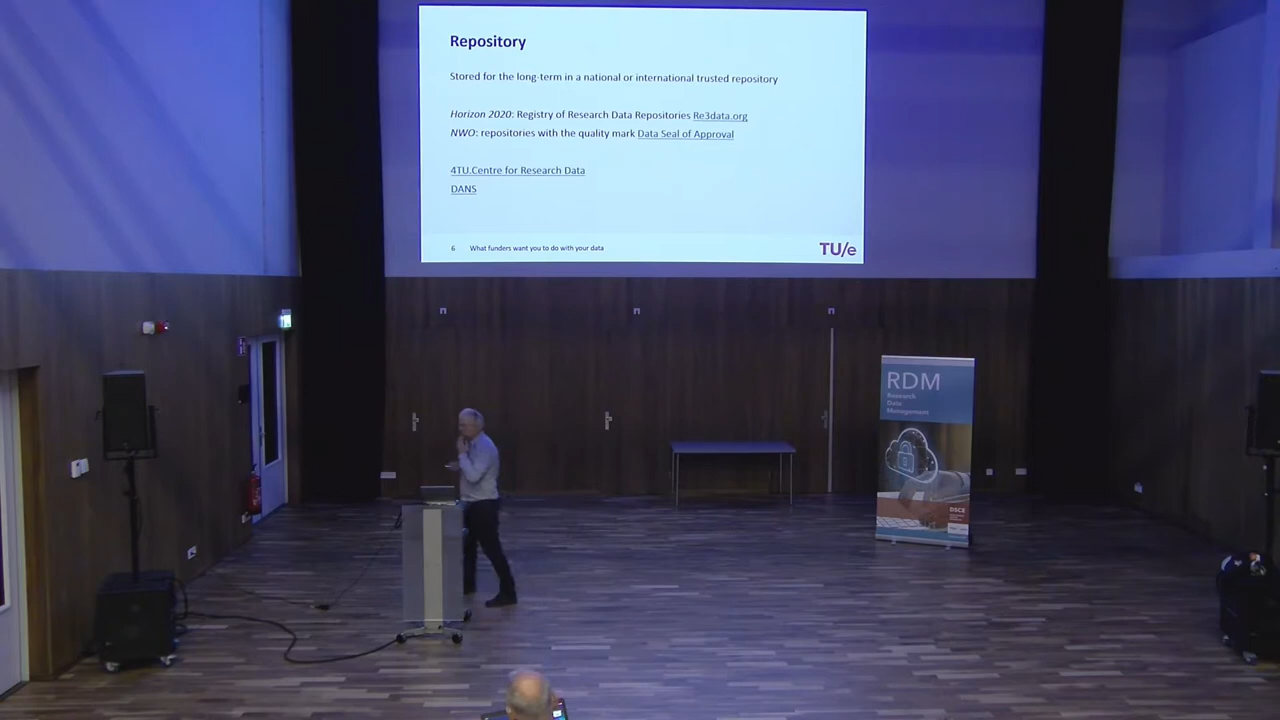 Repository
Stored for the long-term in a national or international trusted repository
Horizon 2020: Registry of Research Data Repositories Re3data.org
NWO: repositories with the quality mark Data Seal of Approval
4TU.Centre for Research Data
DANS
6 What funders want you to do with your data
TU/e
RDM
Research
Data
Management
DSCE